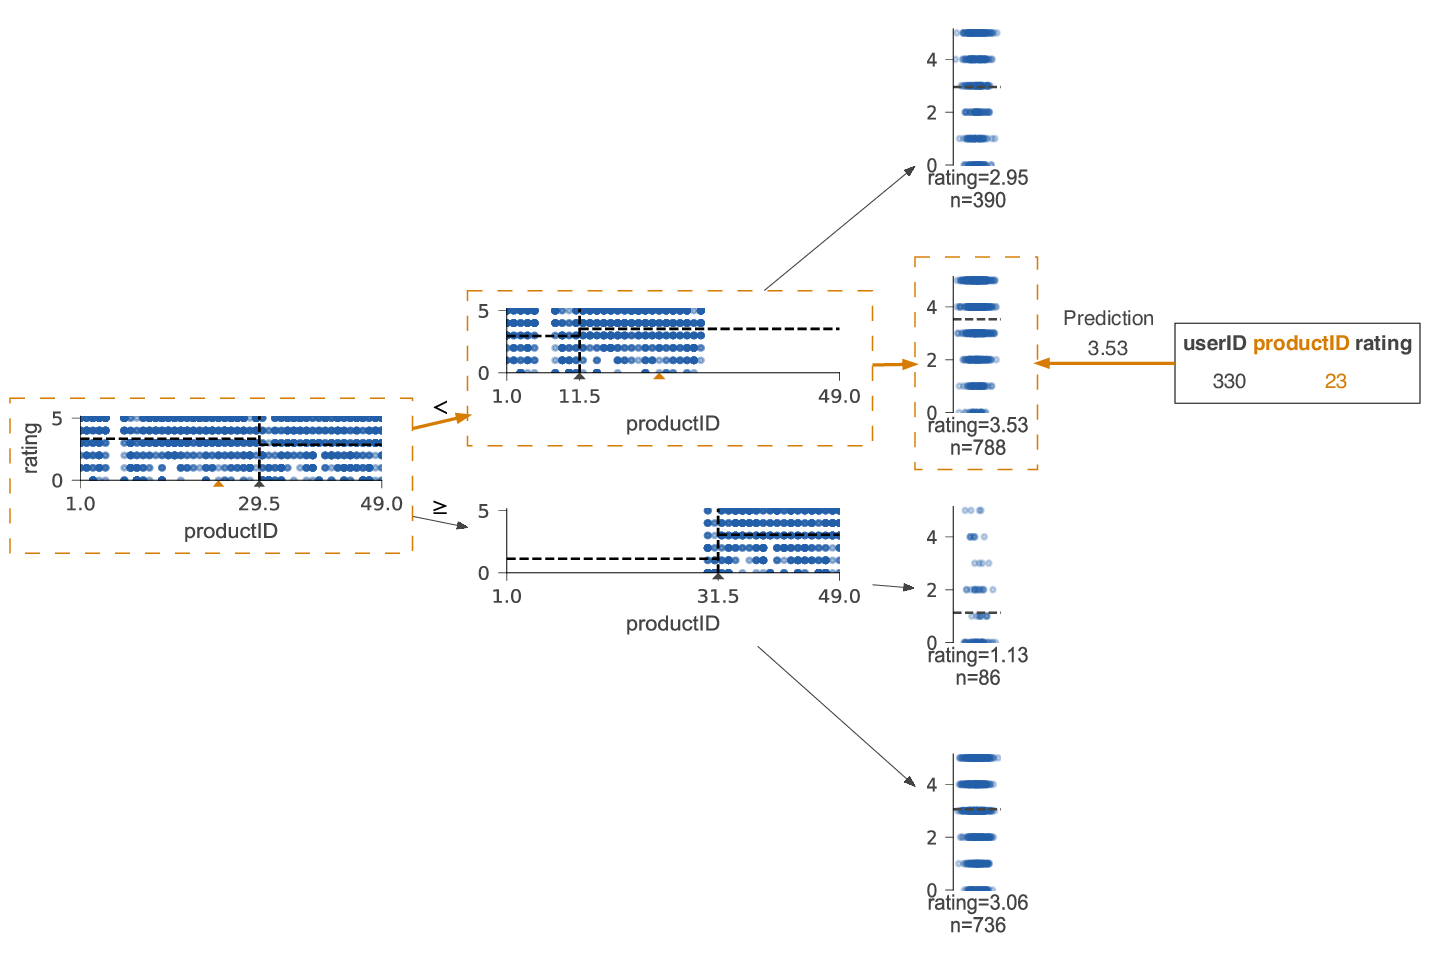 4
2
0
rating=2.95
n=390
5
0
1.0 11.5 49.0
productID
<
4
2
0
rating=3.53
n=788
Prediction
3.53
userID productID rating
330 23
rating
5
0
1.0 29.5 49.0
productID
≥
5
0
1.0 31.5 49.0
productID
4
2
0
rating=1.13
n=86
4
2
0
rating=3.06
n=736